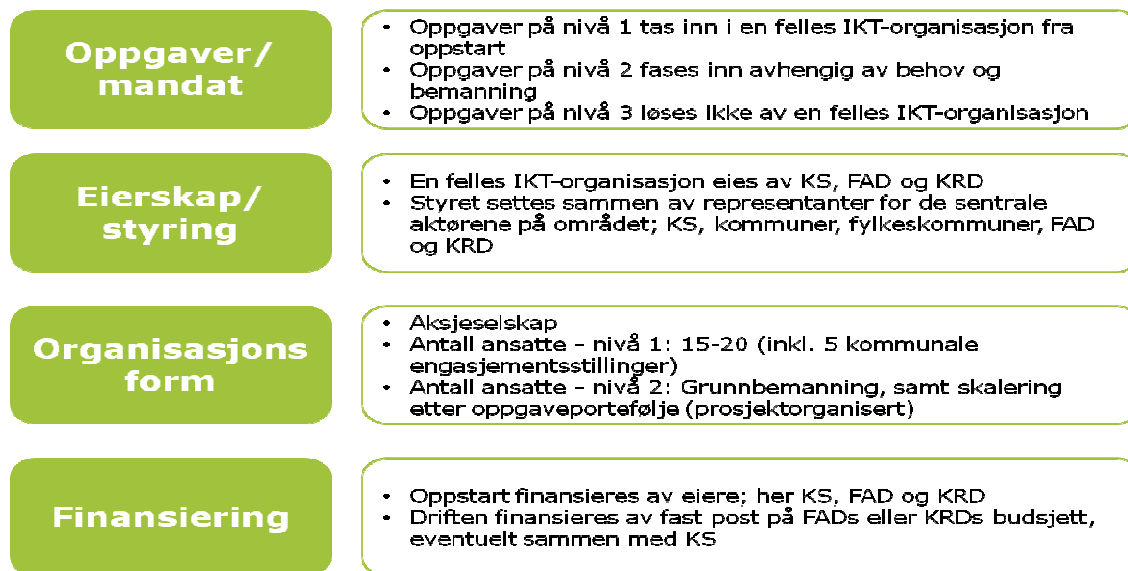 Oppgaver/
mandat
• Oppgaver på nivå 1 tas inn i en felles IKT-organisasjon fra
oppstart
• Oppgaver på nivå 2 fases inn avhengig av behov og
bemanning
• Oppgaver på nivå 3 løses ikke av en felles IKT-organisasjon
Eierskap/
styring
• En felles IKT-organisasjon eies av KS, FAD og KRD
• Styret settes sammen av representanter for de sentrale
aktørene på området; KS, kommuner, fylkeskommuner, FAD
og KRD
Organisasjons
form
• Aksjeselskap
• Antall ansatte – nivå 1: 15-20 (inkl. 5 kommunale
engasjementsstillinger)
• Antall ansatte – nivå 2: Grunnbemanning, samt skalering
etter oppgaveportefølje (prosjektorganisert)
Finansiering
• Oppstart finansieres av eiere; her KS, FAD og KRD
• Driften finansieres av fast post på FADs eller KRDs budsjett,
eventuelt sammen med KS